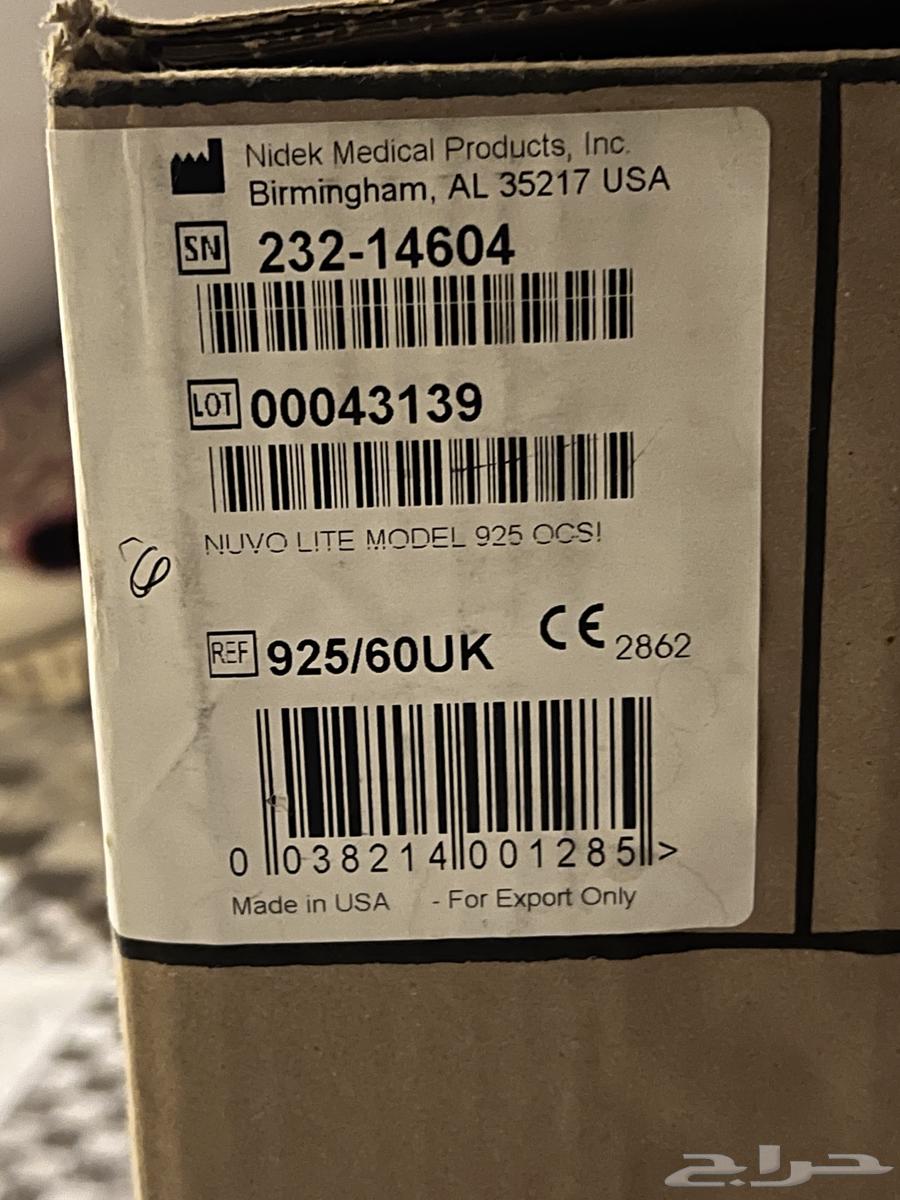 Nidek Medical Products, Inc.
Birmingham, AL 35217 USA
SN 232-14604
LOT 00043139
NUVO LITE MODEL 925 OCSI
6
REF 925/60UK CE 2862
0 038214 001285 >
Made in USA - For Export Only
حراج